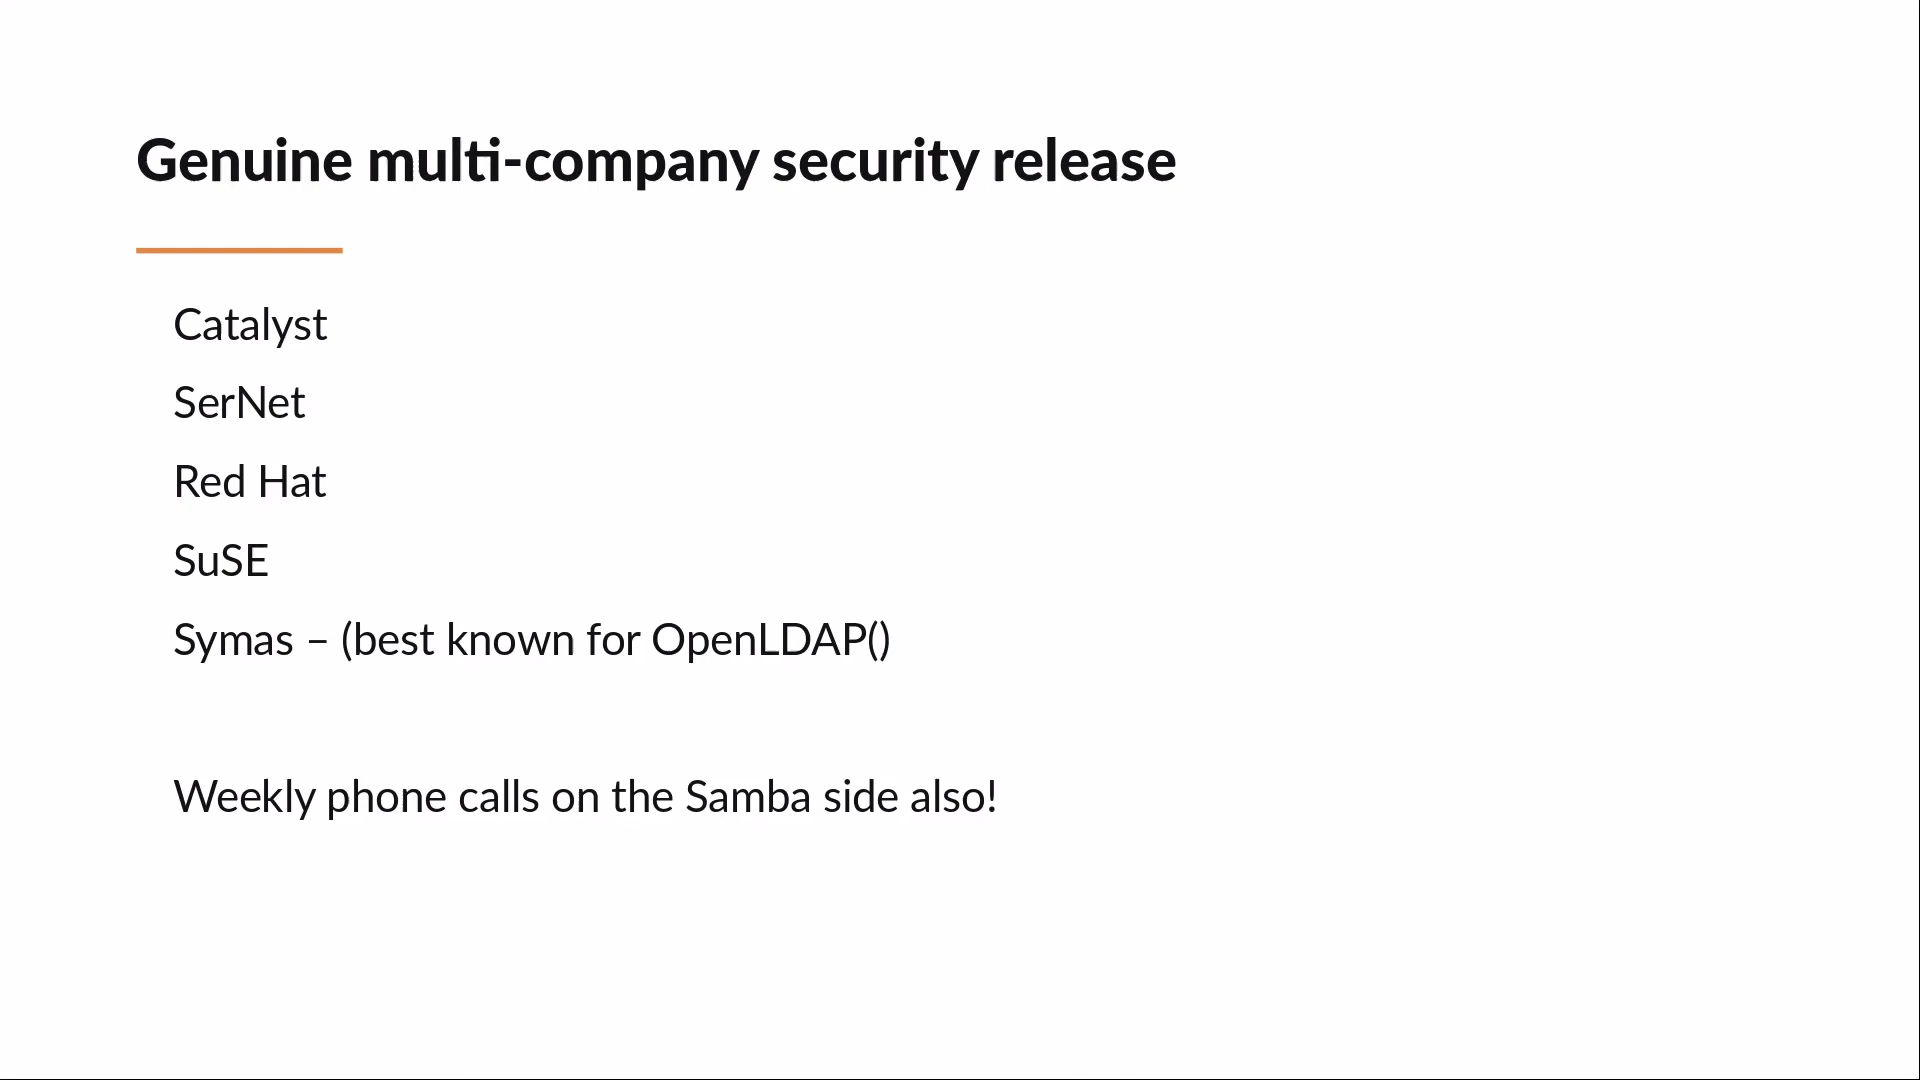 Genuine multi-company security release
Catalyst
SerNet
Red Hat
SuSE
Symas – (best known for OpenLDAP()
Weekly phone calls on the Samba side also!